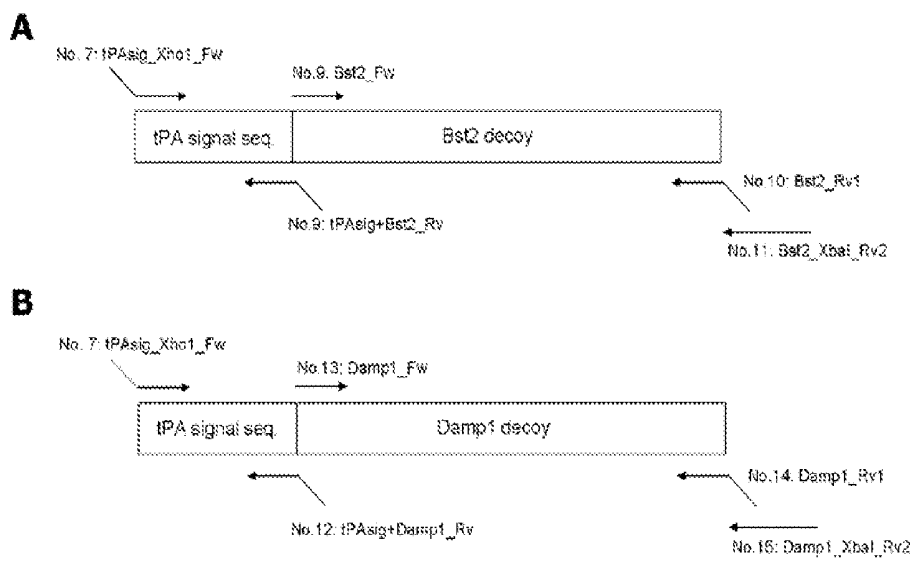 A
No. 7: tPAsig_Xho1_Fw
No.9. Bst2_Fw
tPA signal seq.
Bst2 decoy
No.10: Bst2_Rv1
No.9: tPAsig+Bst2_Rv
No.11: Bst2_XbaI_Rv2
B
No. 7: tPAsig_Xho1_Fw
No.13: Damp1_Fw
tPA signal seq.
Damp1 decoy
No.14. Damp1_Rv1
No.12: tPAsig+Damp1_Rv
No.15: Damp1_XbaI_Rv2